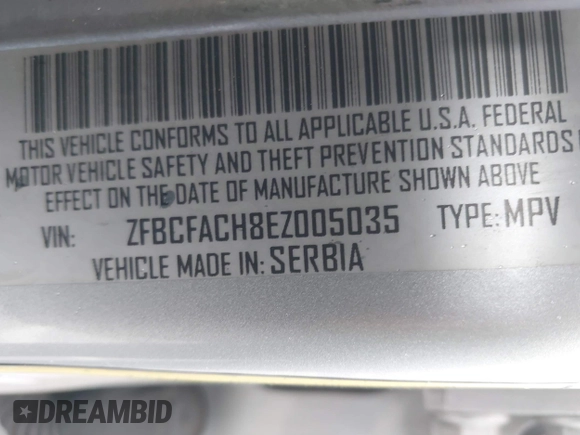 THIS VEHICLE CONFORMS TO ALL APPLICABLE U.S.A. FEDERAL
MOTOR VEHICLE SAFETY AND THEFT PREVENTION STANDARDS
EFFECT ON THE DATE OF MANUFACTURE SHOWN ABOVE
VIN: ZFBCFACH8EZ005035 TYPE: MPV
VEHICLE MADE IN: SERBIA
DREAMBID